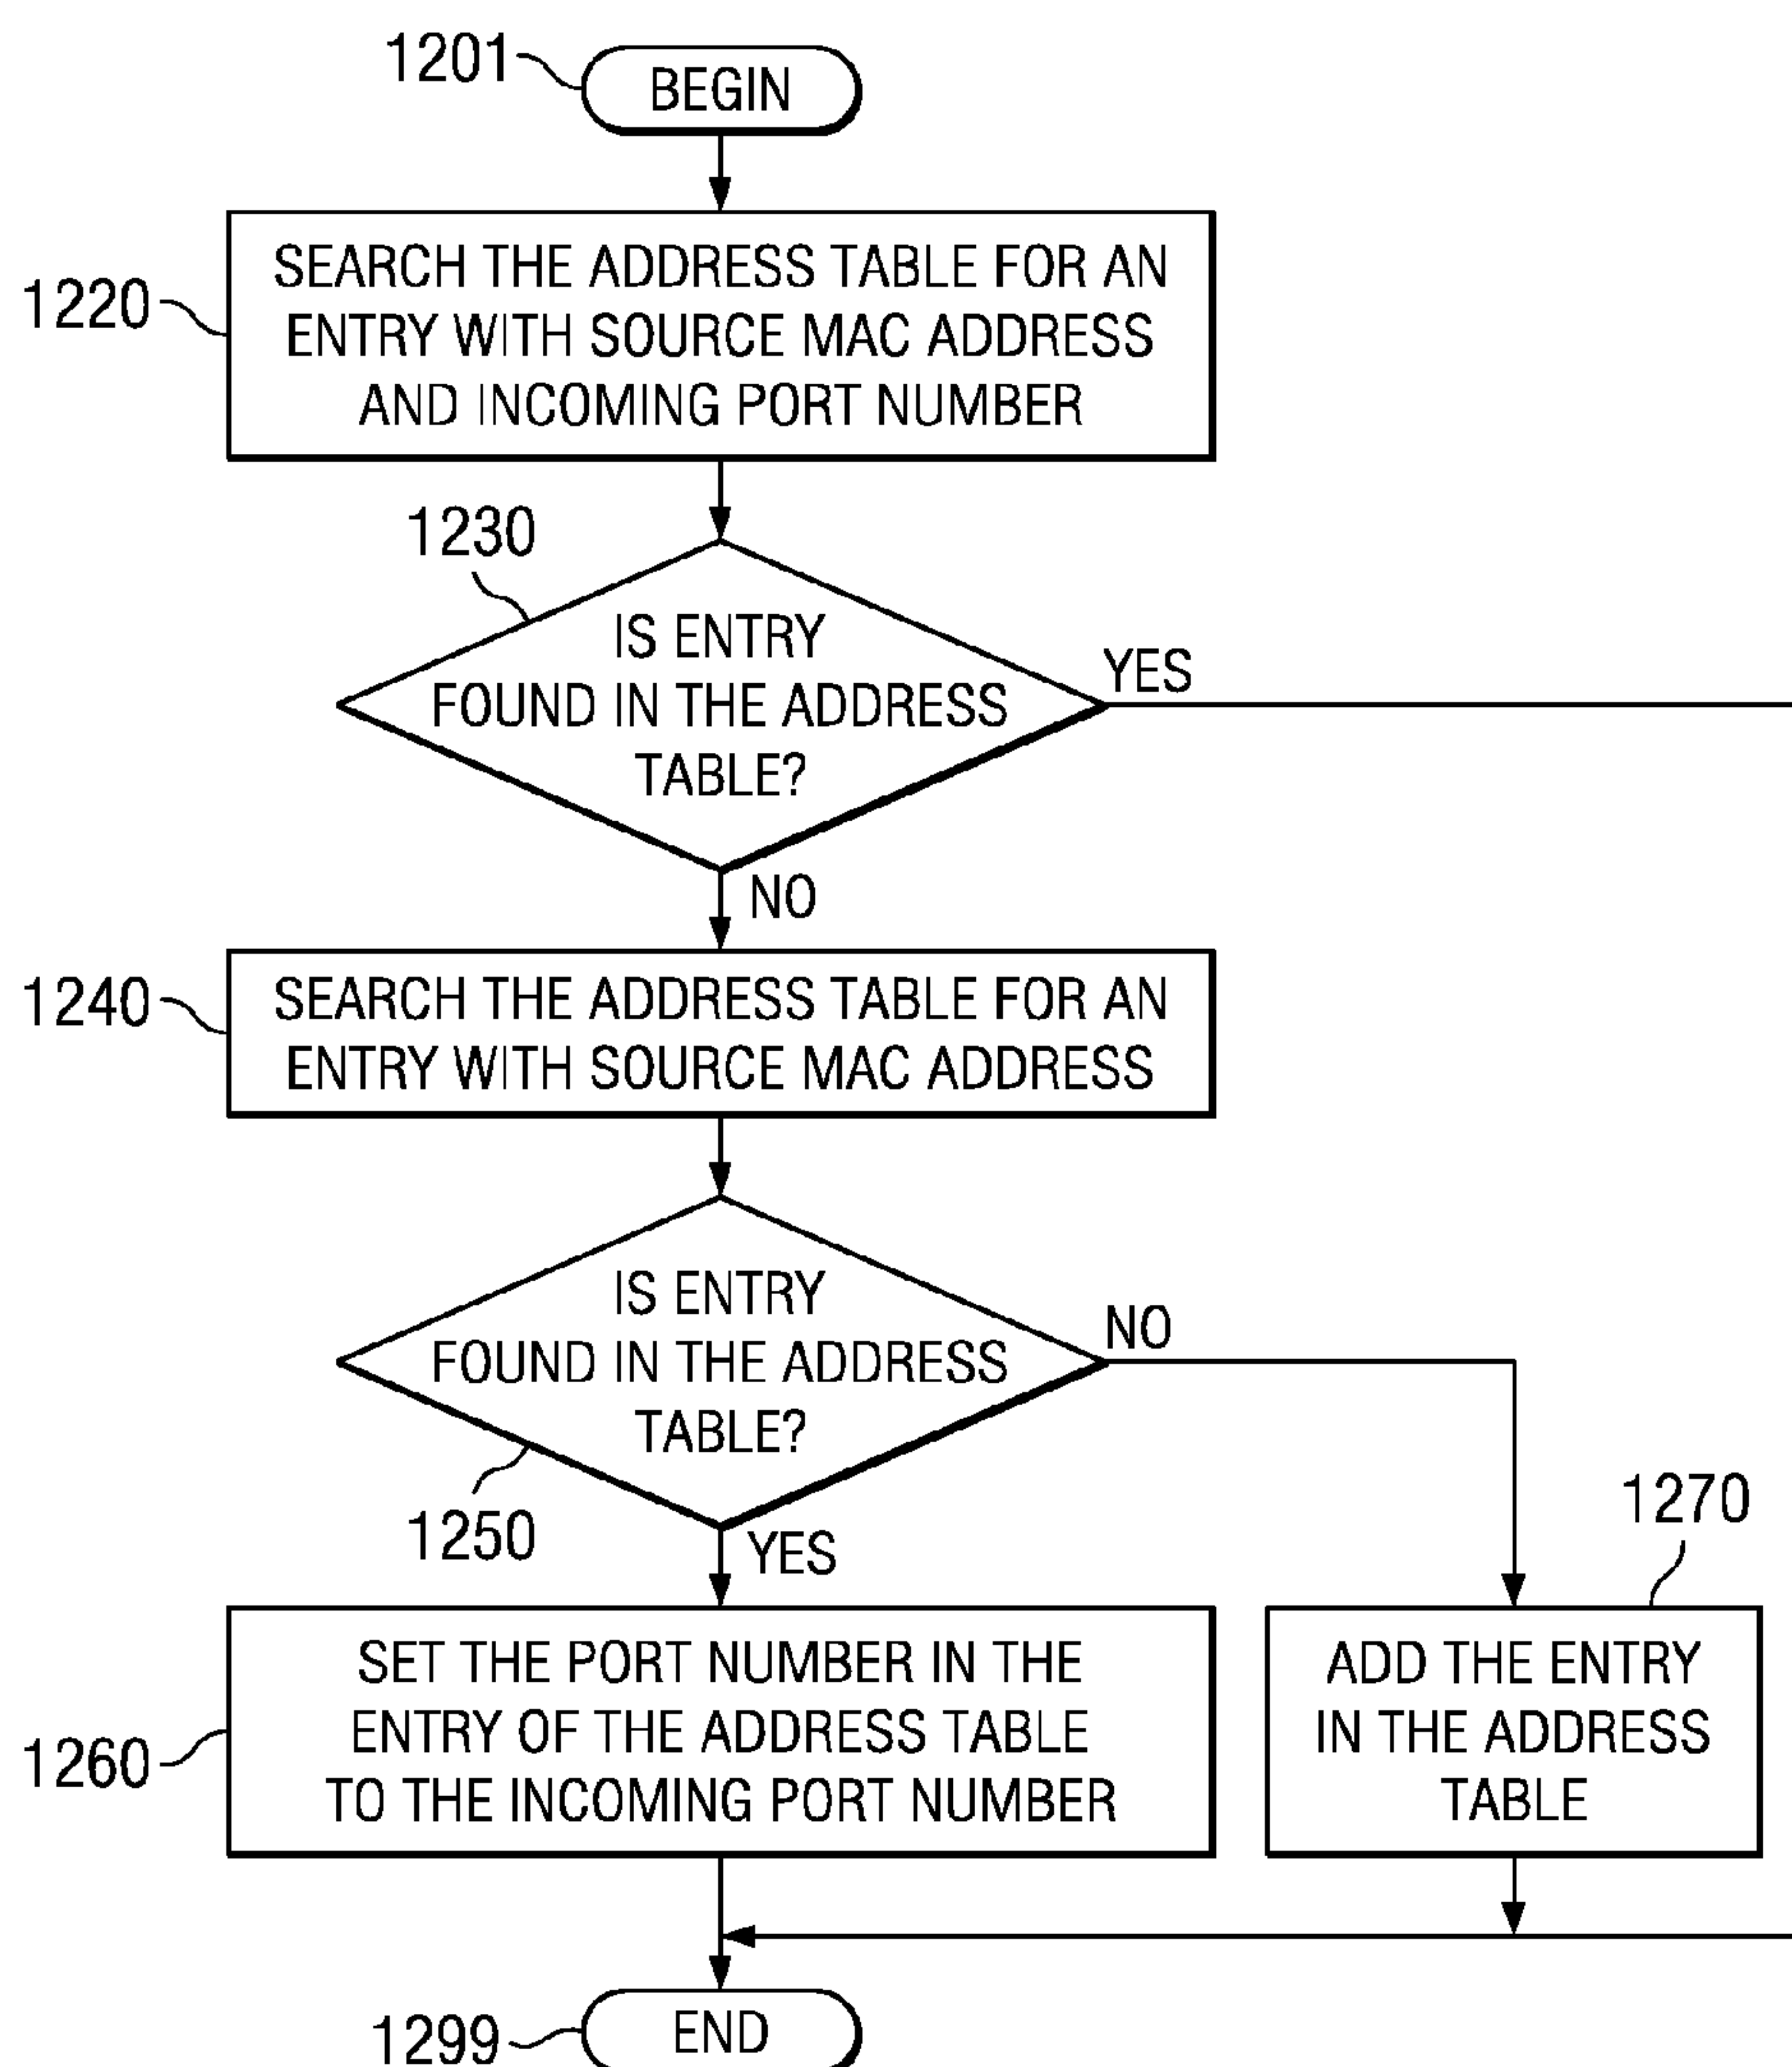 1201
BEGIN
1220
SEARCH THE ADDRESS TABLE FOR AN
ENTRY WITH SOURCE MAC ADDRESS
AND INCOMING PORT NUMBER
1230
IS ENTRY
FOUND IN THE ADDRESS
TABLE?
YES
NO
1240
SEARCH THE ADDRESS TABLE FOR AN
ENTRY WITH SOURCE MAC ADDRESS
IS ENTRY
FOUND IN THE ADDRESS
TABLE?
NO
1250
YES
1270
1260
SET THE PORT NUMBER IN THE
ENTRY OF THE ADDRESS TABLE
TO THE INCOMING PORT NUMBER
ADD THE ENTRY
IN THE ADDRESS
TABLE
1299
END